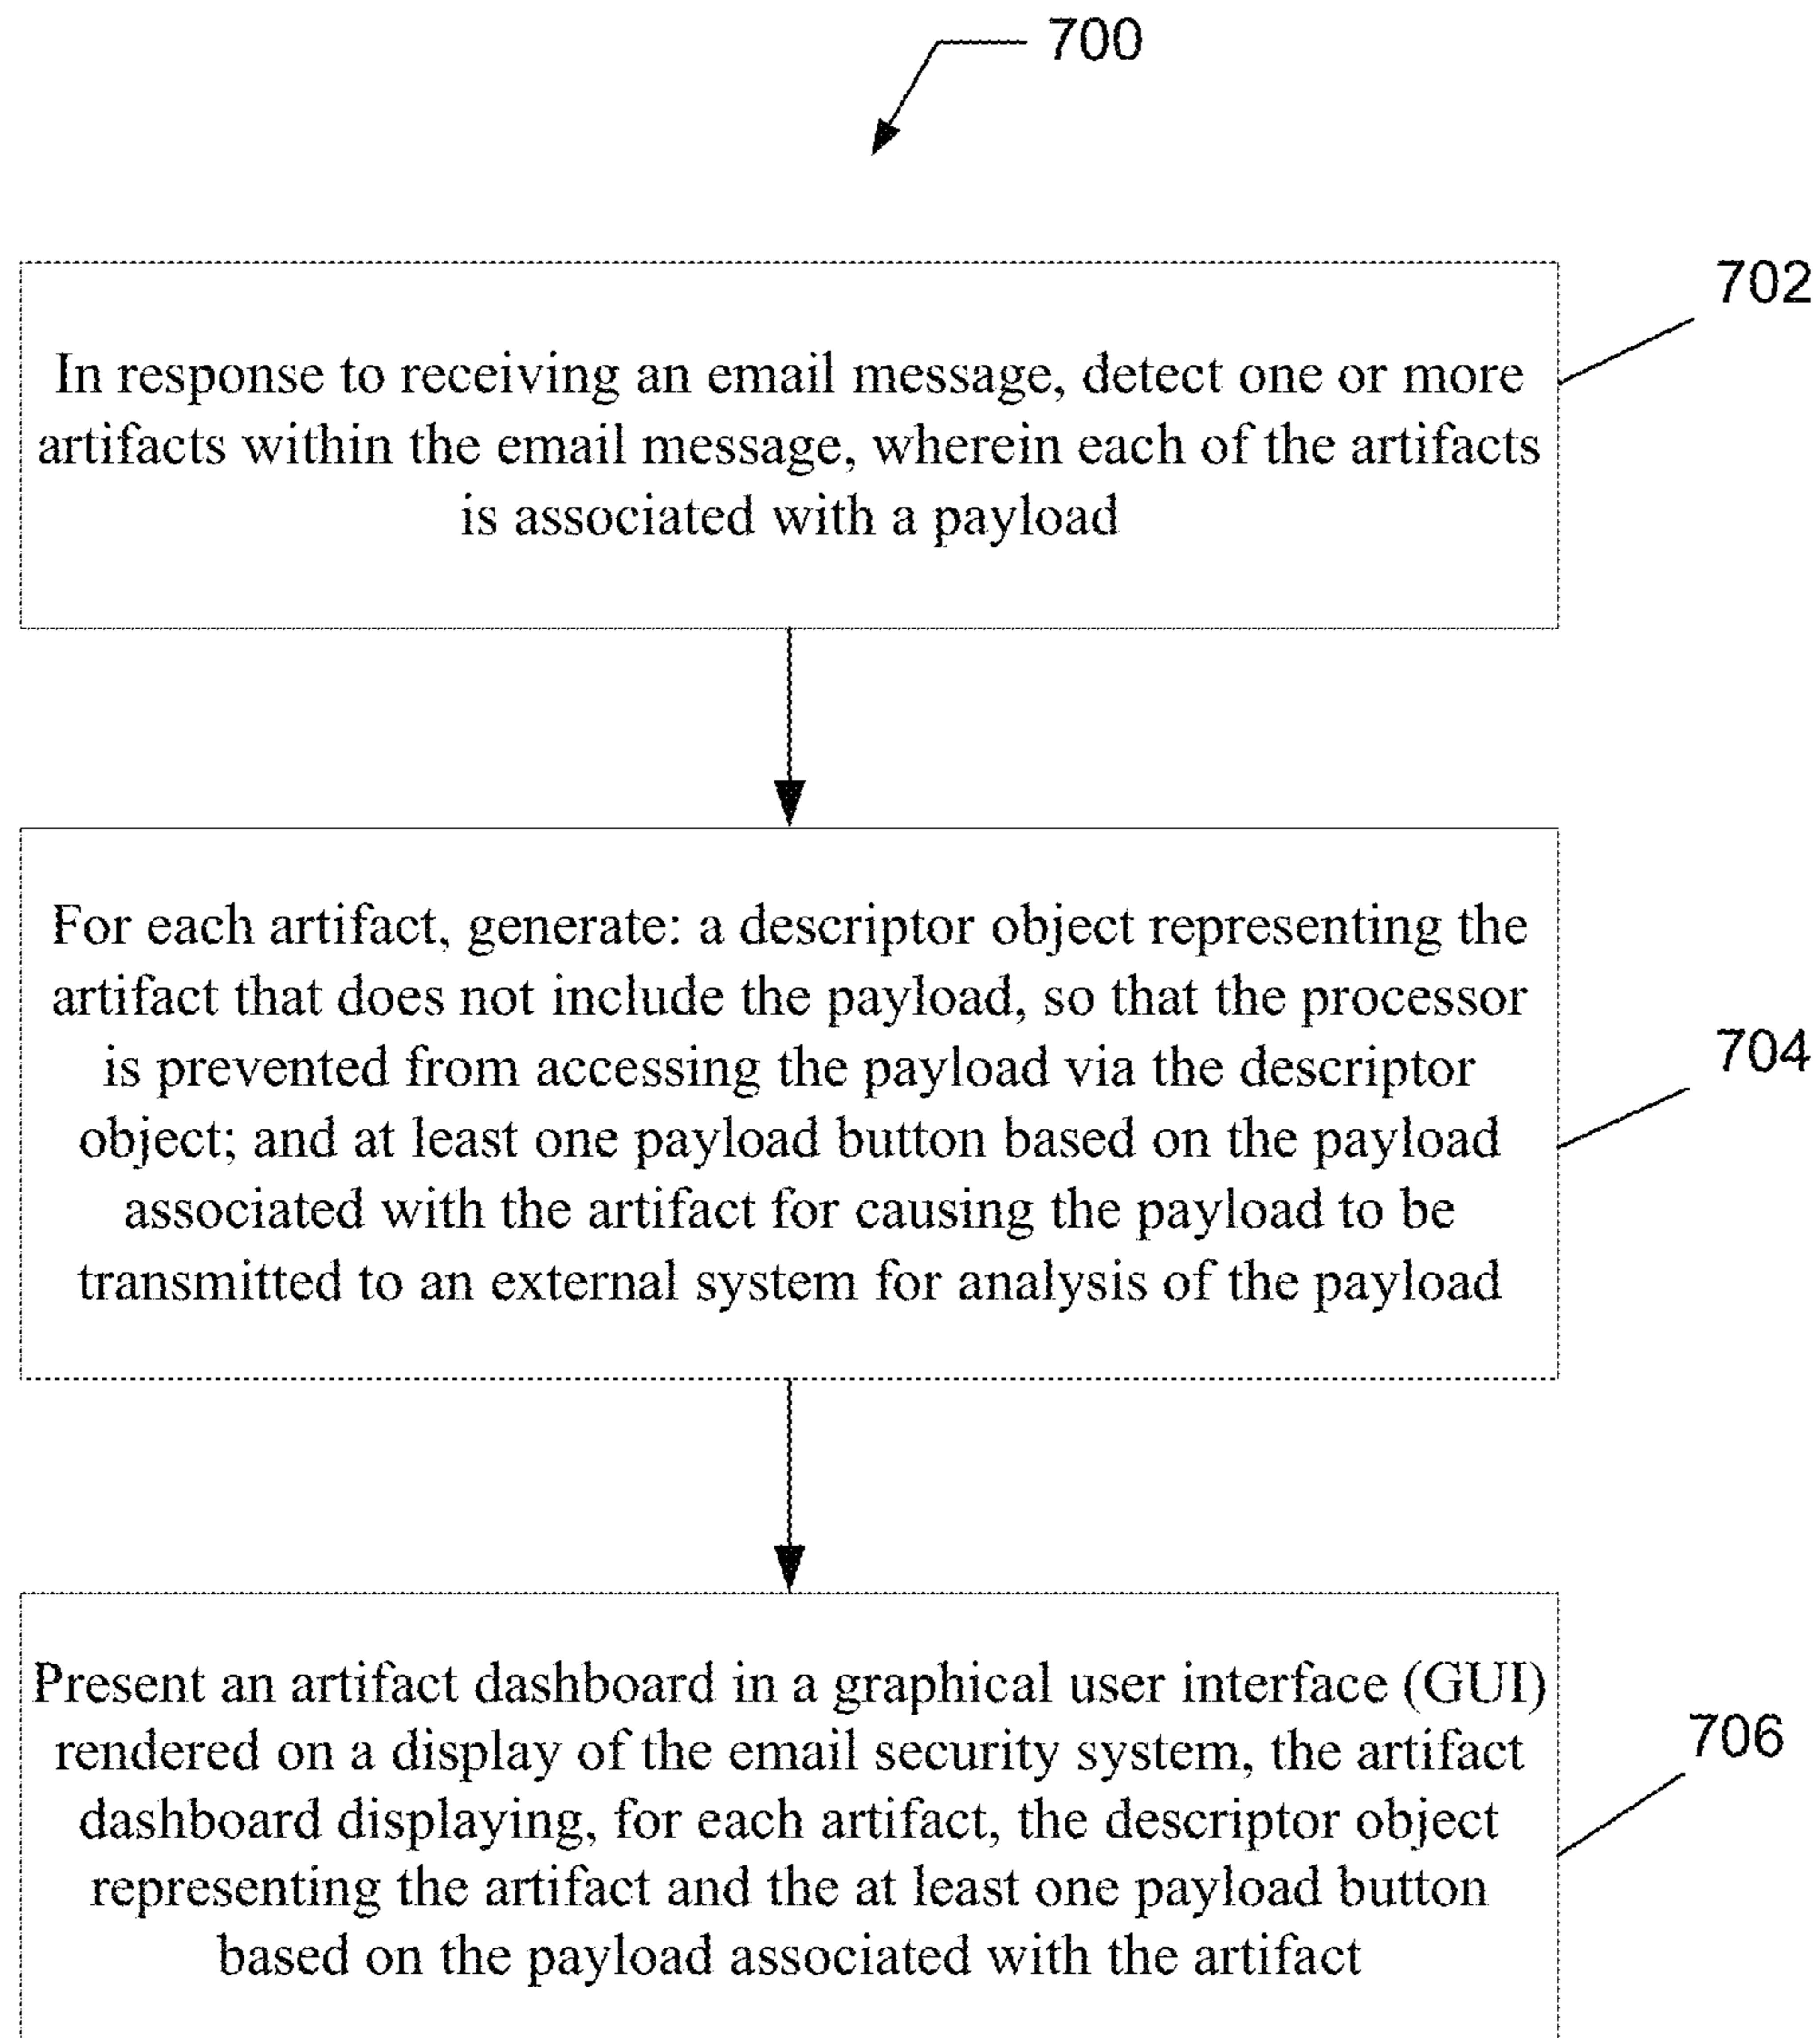 700
702
In response to receiving an email message, detect one or more
artifacts within the email message, wherein each of the artifacts
is associated with a payload
For each artifact, generate: a descriptor object representing the
artifact that does not include the payload, so that the processor
is prevented from accessing the payload via the descriptor
object; and at least one payload button based on the payload
associated with the artifact for causing the payload to be
transmitted to an external system for analysis of the payload
704
Present an artifact dashboard in a graphical user interface (GUI)
rendered on a display of the email security system, the artifact
dashboard displaying, for each artifact, the descriptor object
representing the artifact and the at least one payload button
based on the payload associated with the artifact
706